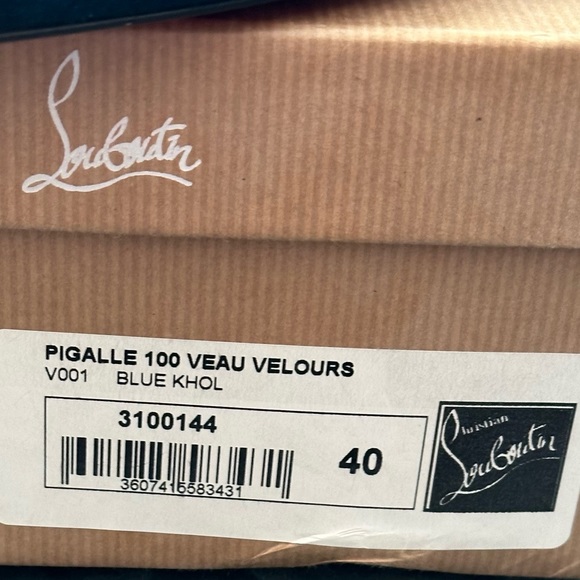 Louboutin
PIGALLE 100 VEAU VELOURS
V001 BLUE KHOL
3100144
3607416583431
40
Christian
Louboutin